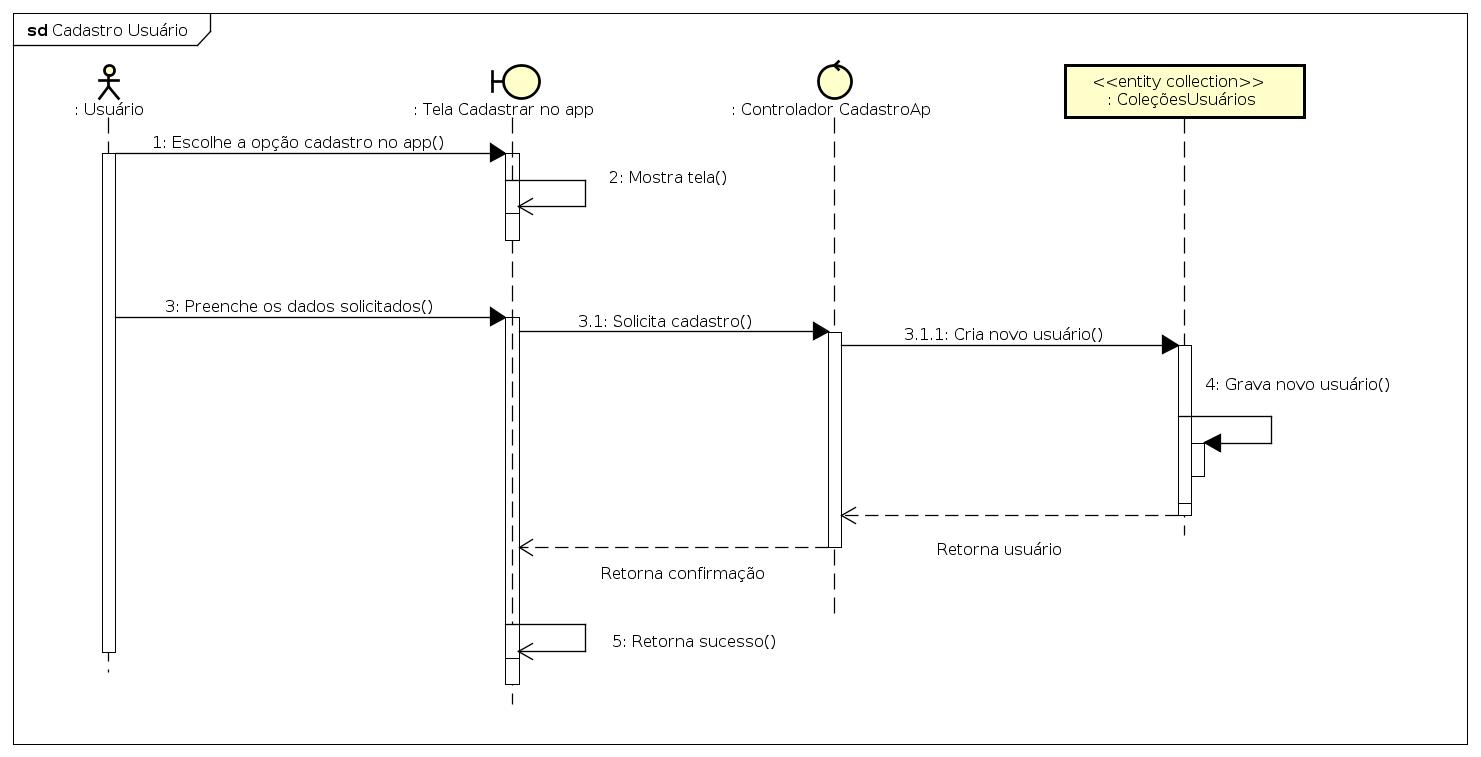 sd Cadastro Usuário
: Usuário
: Tela Cadastrar no app
: Controlador CadastroAp
<<entity collection>>
: ColeçõesUsuários
1: Escolhe a opção cadastro no app()
2: Mostra tela()
3: Preenche os dados solicitados()
3.1: Solicita cadastro()
3.1.1: Cria novo usuário()
4: Grava novo usuário()
Retorna usuário
Retorna confirmação
5: Retorna sucesso()